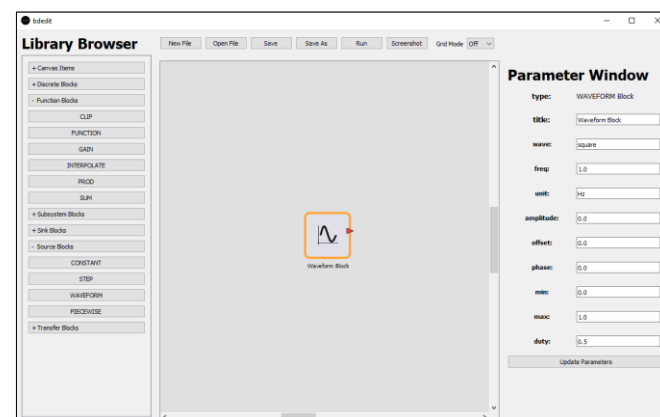 bdedit
Library Browser
New File Open File Save Save As Run Screenshot Grid Mode Off
+ Canvas Items
+ Discrete Blocks
- Function Blocks
CLIP
FUNCTION
GAIN
INTERPOLATE
PROD
SUM
+ Subsystem Blocks
+ Sink Blocks
- Source Blocks
CONSTANT
STEP
WAVEFORM
PIECEWISE
+ Transfer Blocks
Waveform Block
Parameter Window
type: WAVEFORM Block
title: Waveform Block
wave: square
freq: 1.0
unit: Hz
amplitude: 0.0
offset: 0.0
phase: 0.0
min: 0.0
max: 1.0
duty: 0.5
Update Parameters